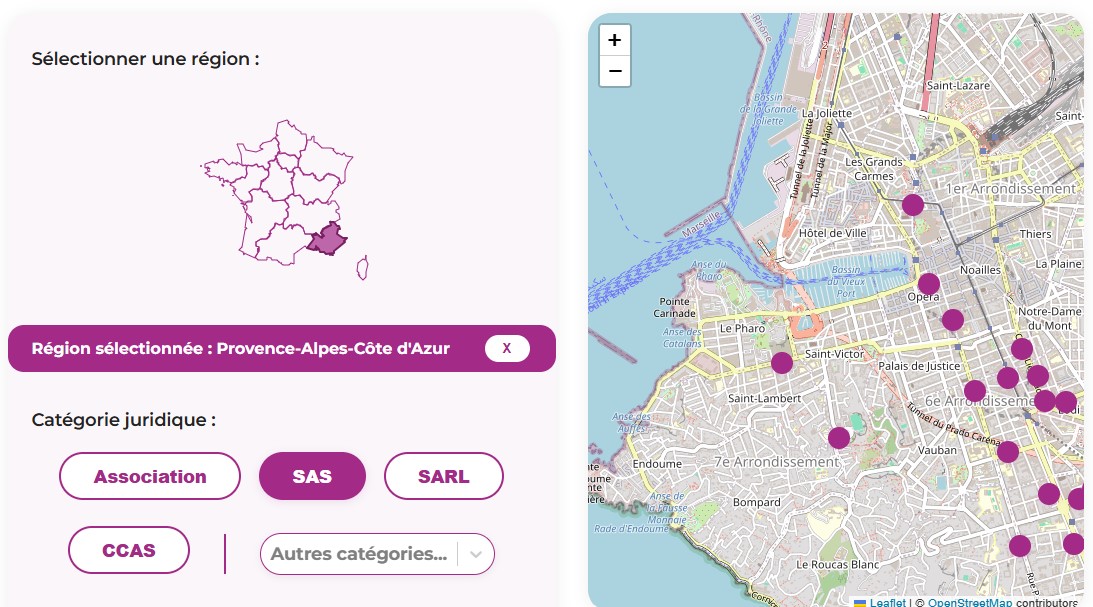 Sélectionner une région :
Région sélectionnée : Provence-Alpes-Côte d'Azur
X
Catégorie juridique :
Association
SAS
SARL
CCAS
Autres catégories...
+
−
Saint-Lazare
Bassin
de la Grande
Joliette
La Joliette
Tunnel de la Joliette
Tunnel de la Major
Saint-
Les Grands
Carmes
1er Arrondissement
Marseille
Hôtel de Ville
Thiers
Noailles
La Plaine
Anse du
Pharo
Bassin
du Vieux
Port
Opéra
Pointe
Carinade
Notre-Dame
du Mont
Le Pharo
Anse des
Catalans
Saint-Victor
Palais de Justice
Saint-Lambert
6e Arrondisseme
Anse des
Auffes
Tunnel du Prado Carénage
Vauban
Endoume
7e Arrondissement
Anse de
la Fausse
Monnaie
Bompard
Rade d'Endoume
Le Roucas Blanc
Rue P
Leaflet | © OpenStreetMap contributors